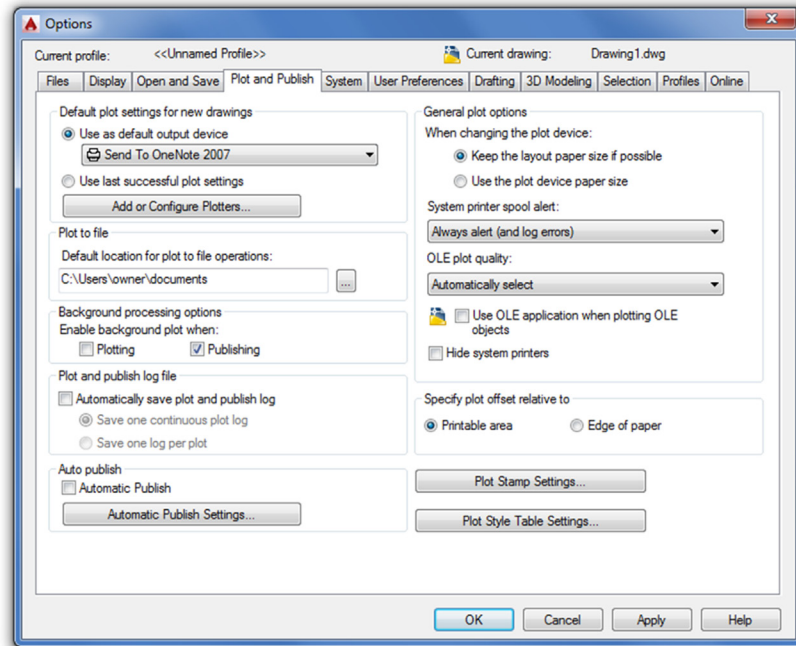 Options
Current profile: <<Unnamed Profile>> Current drawing: Drawing1.dwg
Files Display Open and Save Plot and Publish System User Preferences Drafting 3D Modeling Selection Profiles Online
Default plot settings for new drawings
Use as default output device
Send To OneNote 2007
Use last successful plot settings
Add or Configure Plotters...
Plot to file
Default location for plot to file operations:
C:\Users\owner\documents
...
Background processing options
Enable background plot when:
Plotting Publishing
Plot and publish log file
Automatically save plot and publish log
Save one continuous plot log
Save one log per plot
Auto publish
Automatic Publish
Automatic Publish Settings...
General plot options
When changing the plot device:
Keep the layout paper size if possible
Use the plot device paper size
System printer spool alert:
Always alert (and log errors)
OLE plot quality:
Automatically select
Use OLE application when plotting OLE
objects
Hide system printers
Specify plot offset relative to
Printable area Edge of paper
Plot Stamp Settings...
Plot Style Table Settings...
OK Cancel Apply Help